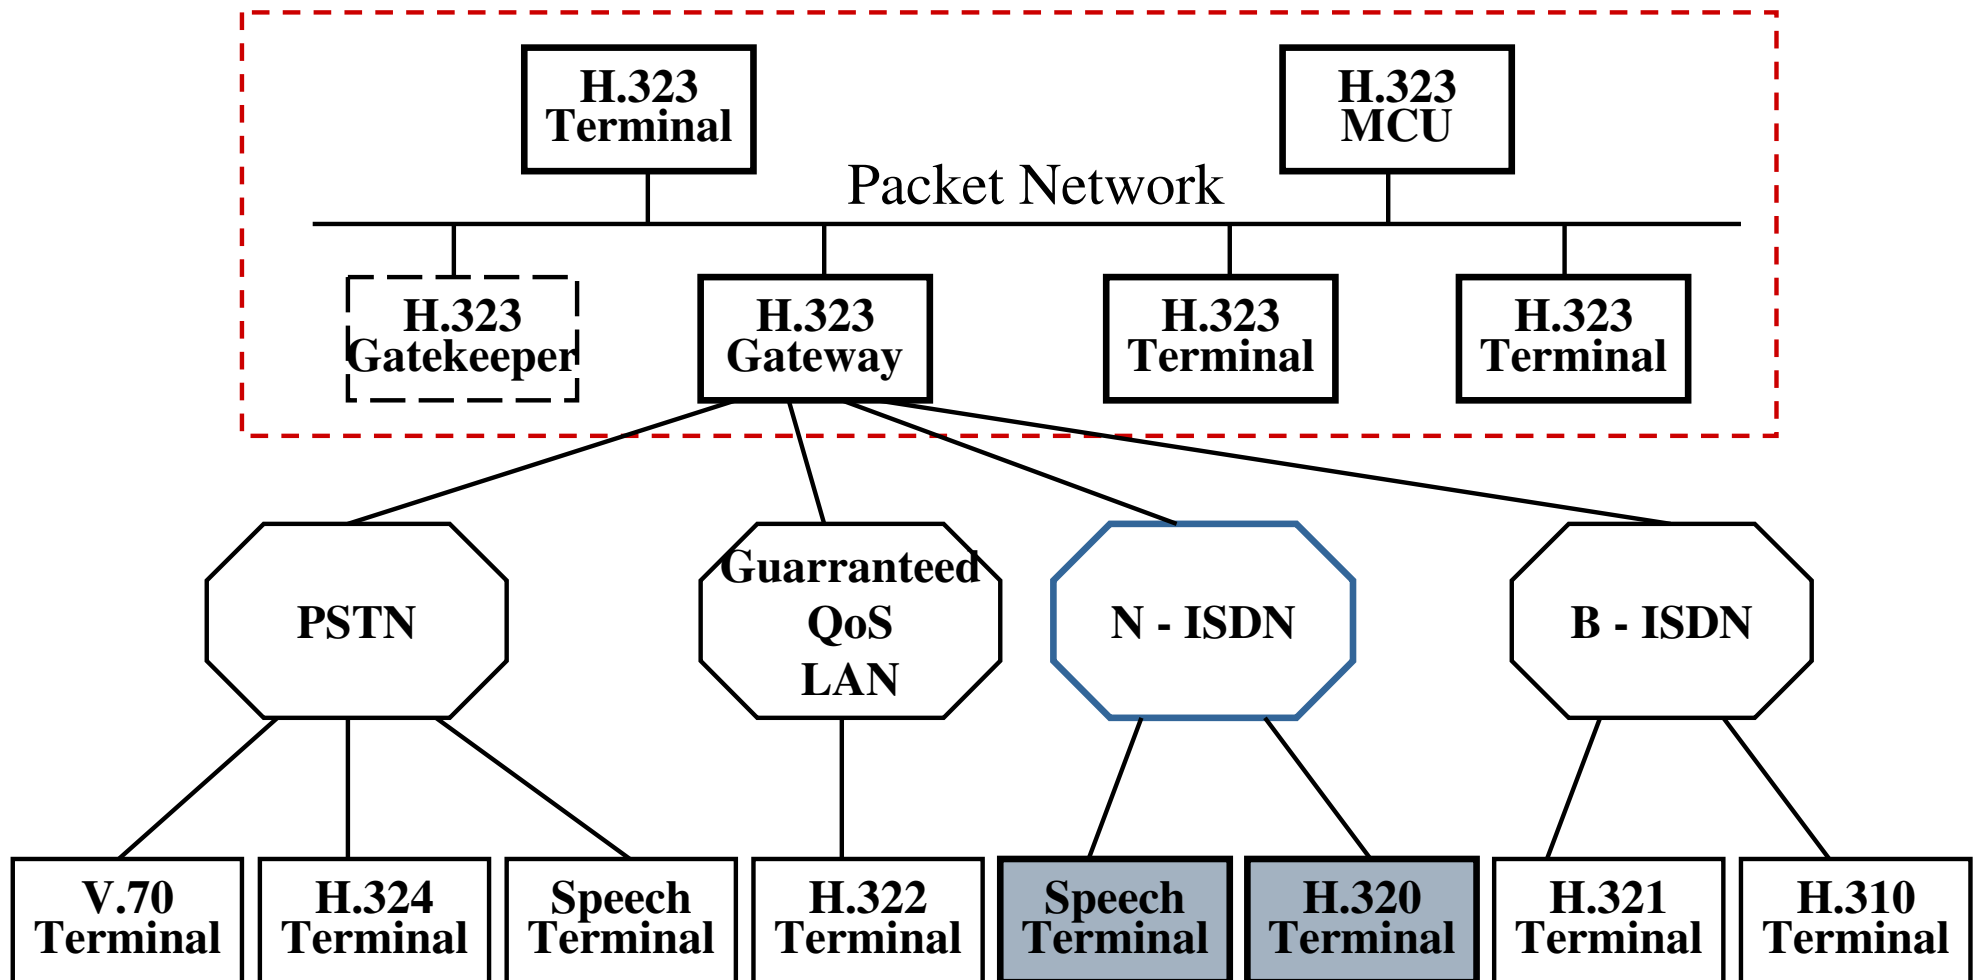 H.323
Terminal
H.323
MCU
Packet Network
H.323
Gatekeeper
H.323
Gateway
H.323
Terminal
H.323
Terminal
PSTN
Guarranteed
QoS
LAN
N - ISDN
B - ISDN
V.70
Terminal
H.324
Terminal
Speech
Terminal
H.322
Terminal
Speech
Terminal
H.320
Terminal
H.321
Terminal
H.310
Terminal